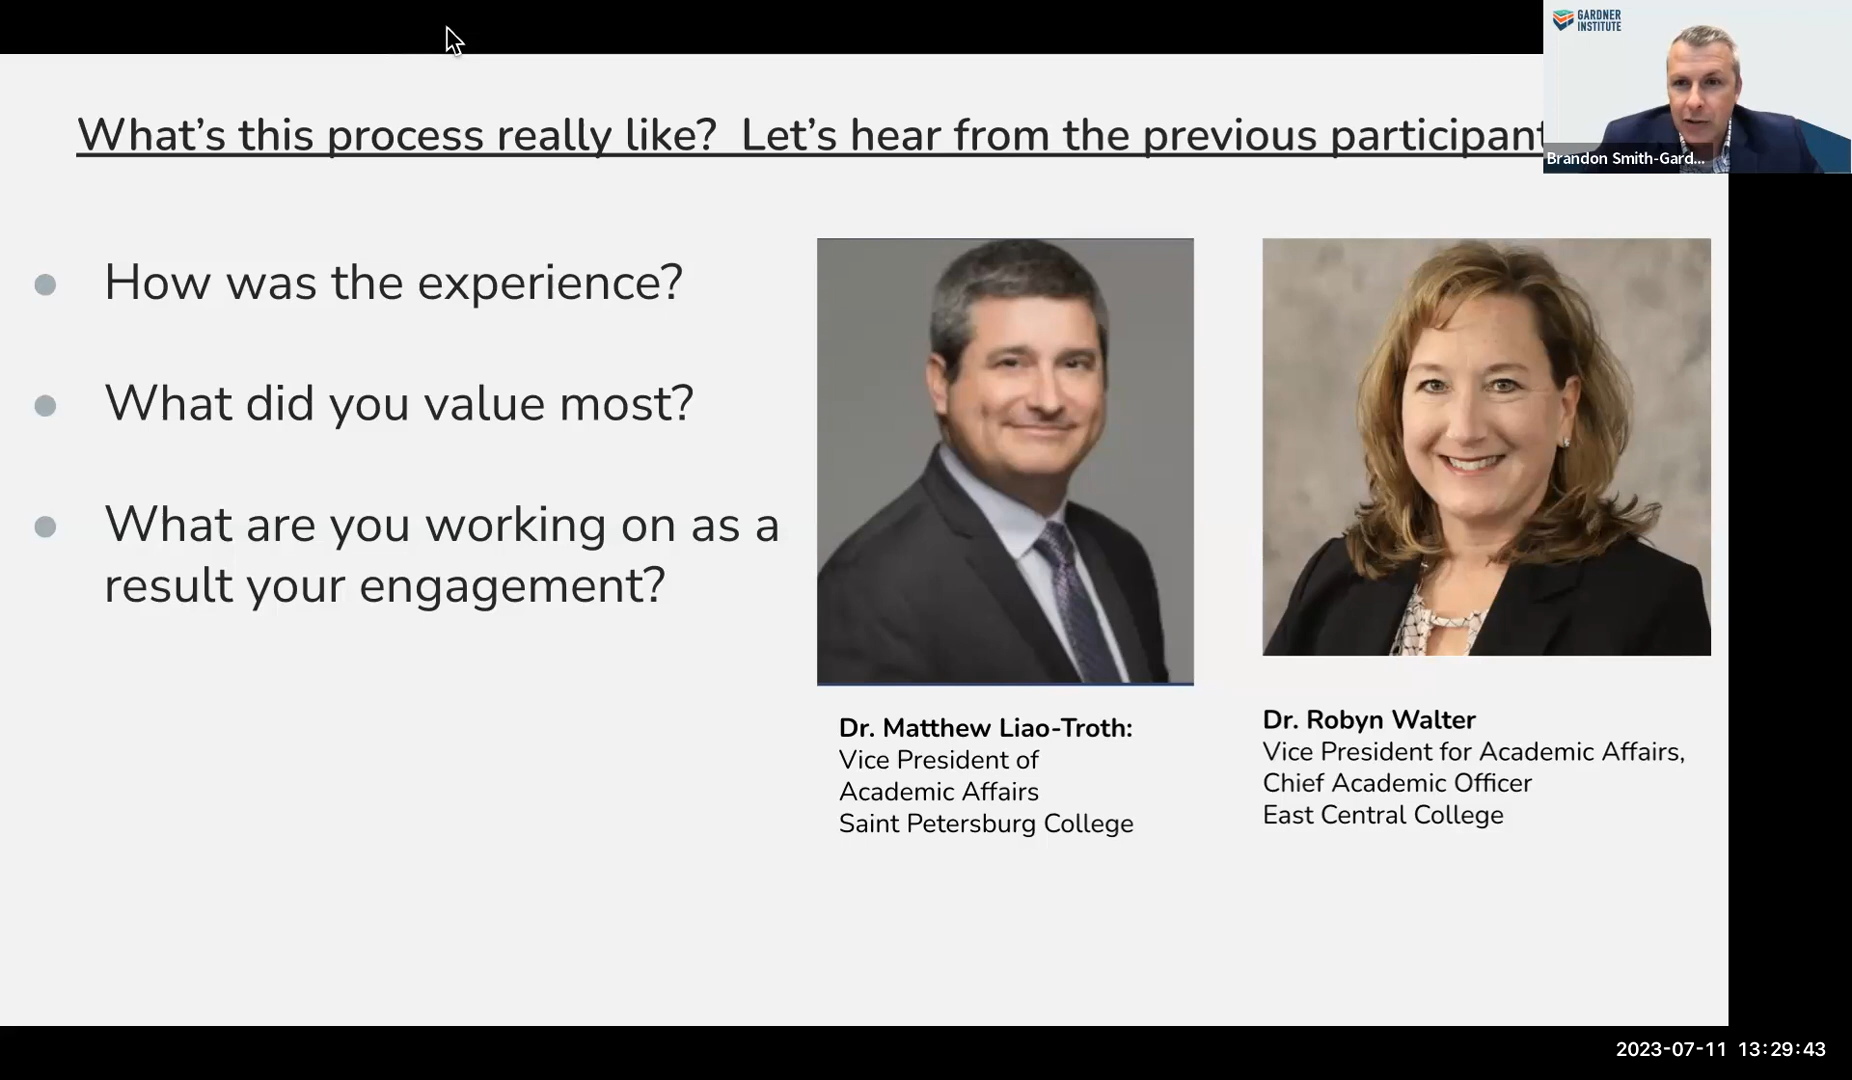 GARDNER
INSTITUTE
Brandon Smith-Gard...
What’s this process really like?  Let’s hear from the previous participant
How was the experience?
What did you value most?
What are you working on as a
result your engagement?
Dr. Matthew Liao-Troth:
Vice President of
Academic Affairs
Saint Petersburg College
Dr. Robyn Walter
Vice President for Academic Affairs,
Chief Academic Officer
East Central College
2023-07-11 13:29:43